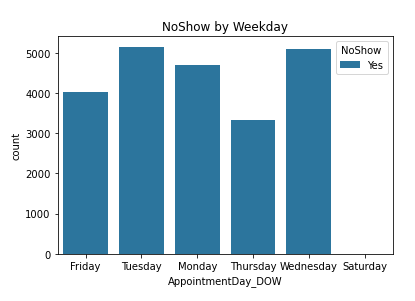 NoShow by Weekday
NoShow
Yes
5000
4000
3000
2000
1000
0
count
Friday Tuesday Monday Thursday Wednesday Saturday
AppointmentDay_DOW